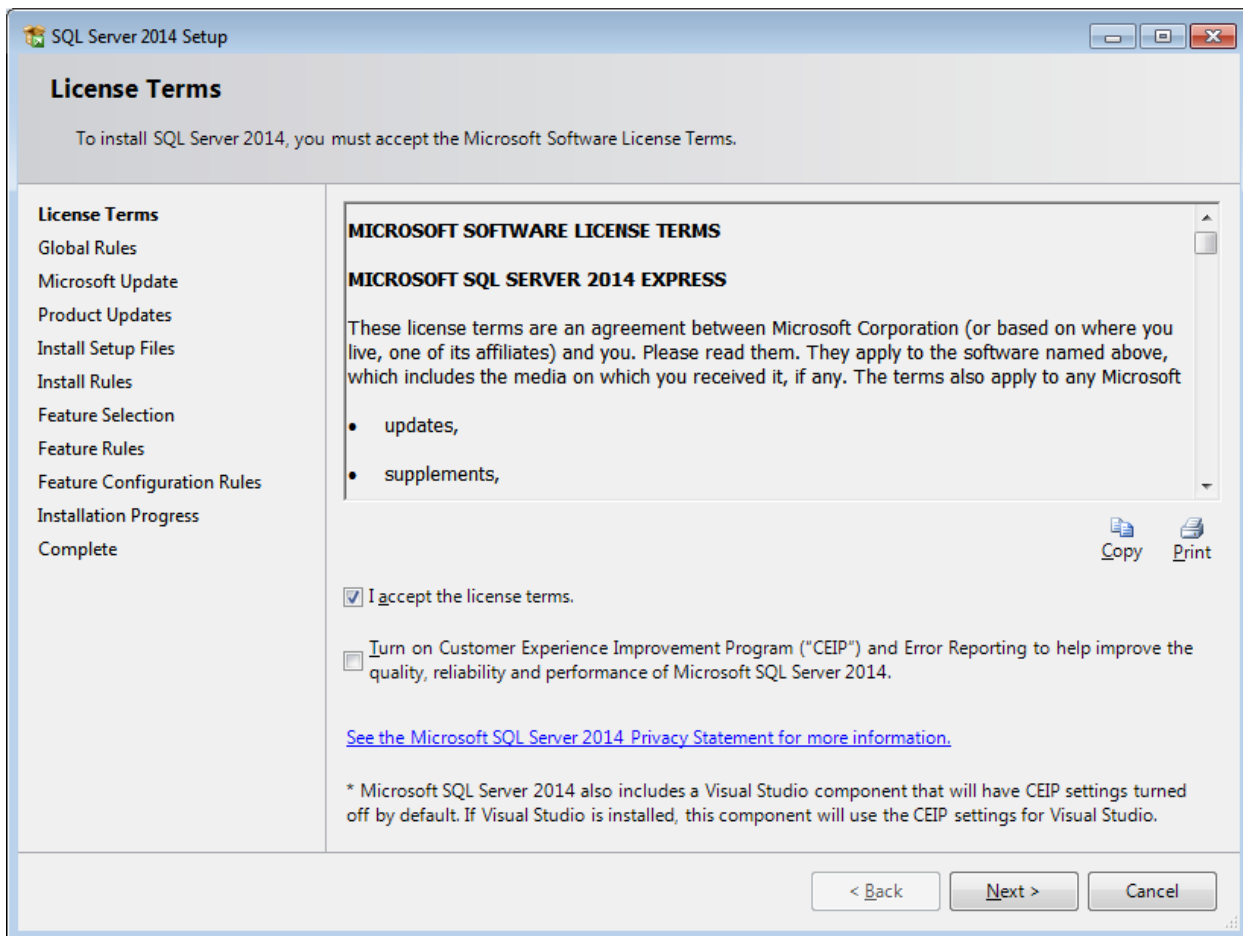 SQL Server 2014 Setup
License Terms
To install SQL Server 2014, you must accept the Microsoft Software License Terms.
License Terms
Global Rules
Microsoft Update
Product Updates
Install Setup Files
Install Rules
Feature Selection
Feature Rules
Feature Configuration Rules
Installation Progress
Complete
MICROSOFT SOFTWARE LICENSE TERMS
MICROSOFT SQL SERVER 2014 EXPRESS
These license terms are an agreement between Microsoft Corporation (or based on where you
live, one of its affiliates) and you. Please read them. They apply to the software named above,
which includes the media on which you received it, if any. The terms also apply to any Microsoft
• updates,
• supplements,
Copy Print
I accept the license terms.
Turn on Customer Experience Improvement Program ("CEIP") and Error Reporting to help improve the
quality, reliability and performance of Microsoft SQL Server 2014.
See the Microsoft SQL Server 2014 Privacy Statement for more information.
* Microsoft SQL Server 2014 also includes a Visual Studio component that will have CEIP settings turned
off by default. If Visual Studio is installed, this component will use the CEIP settings for Visual Studio.
< Back Next > Cancel